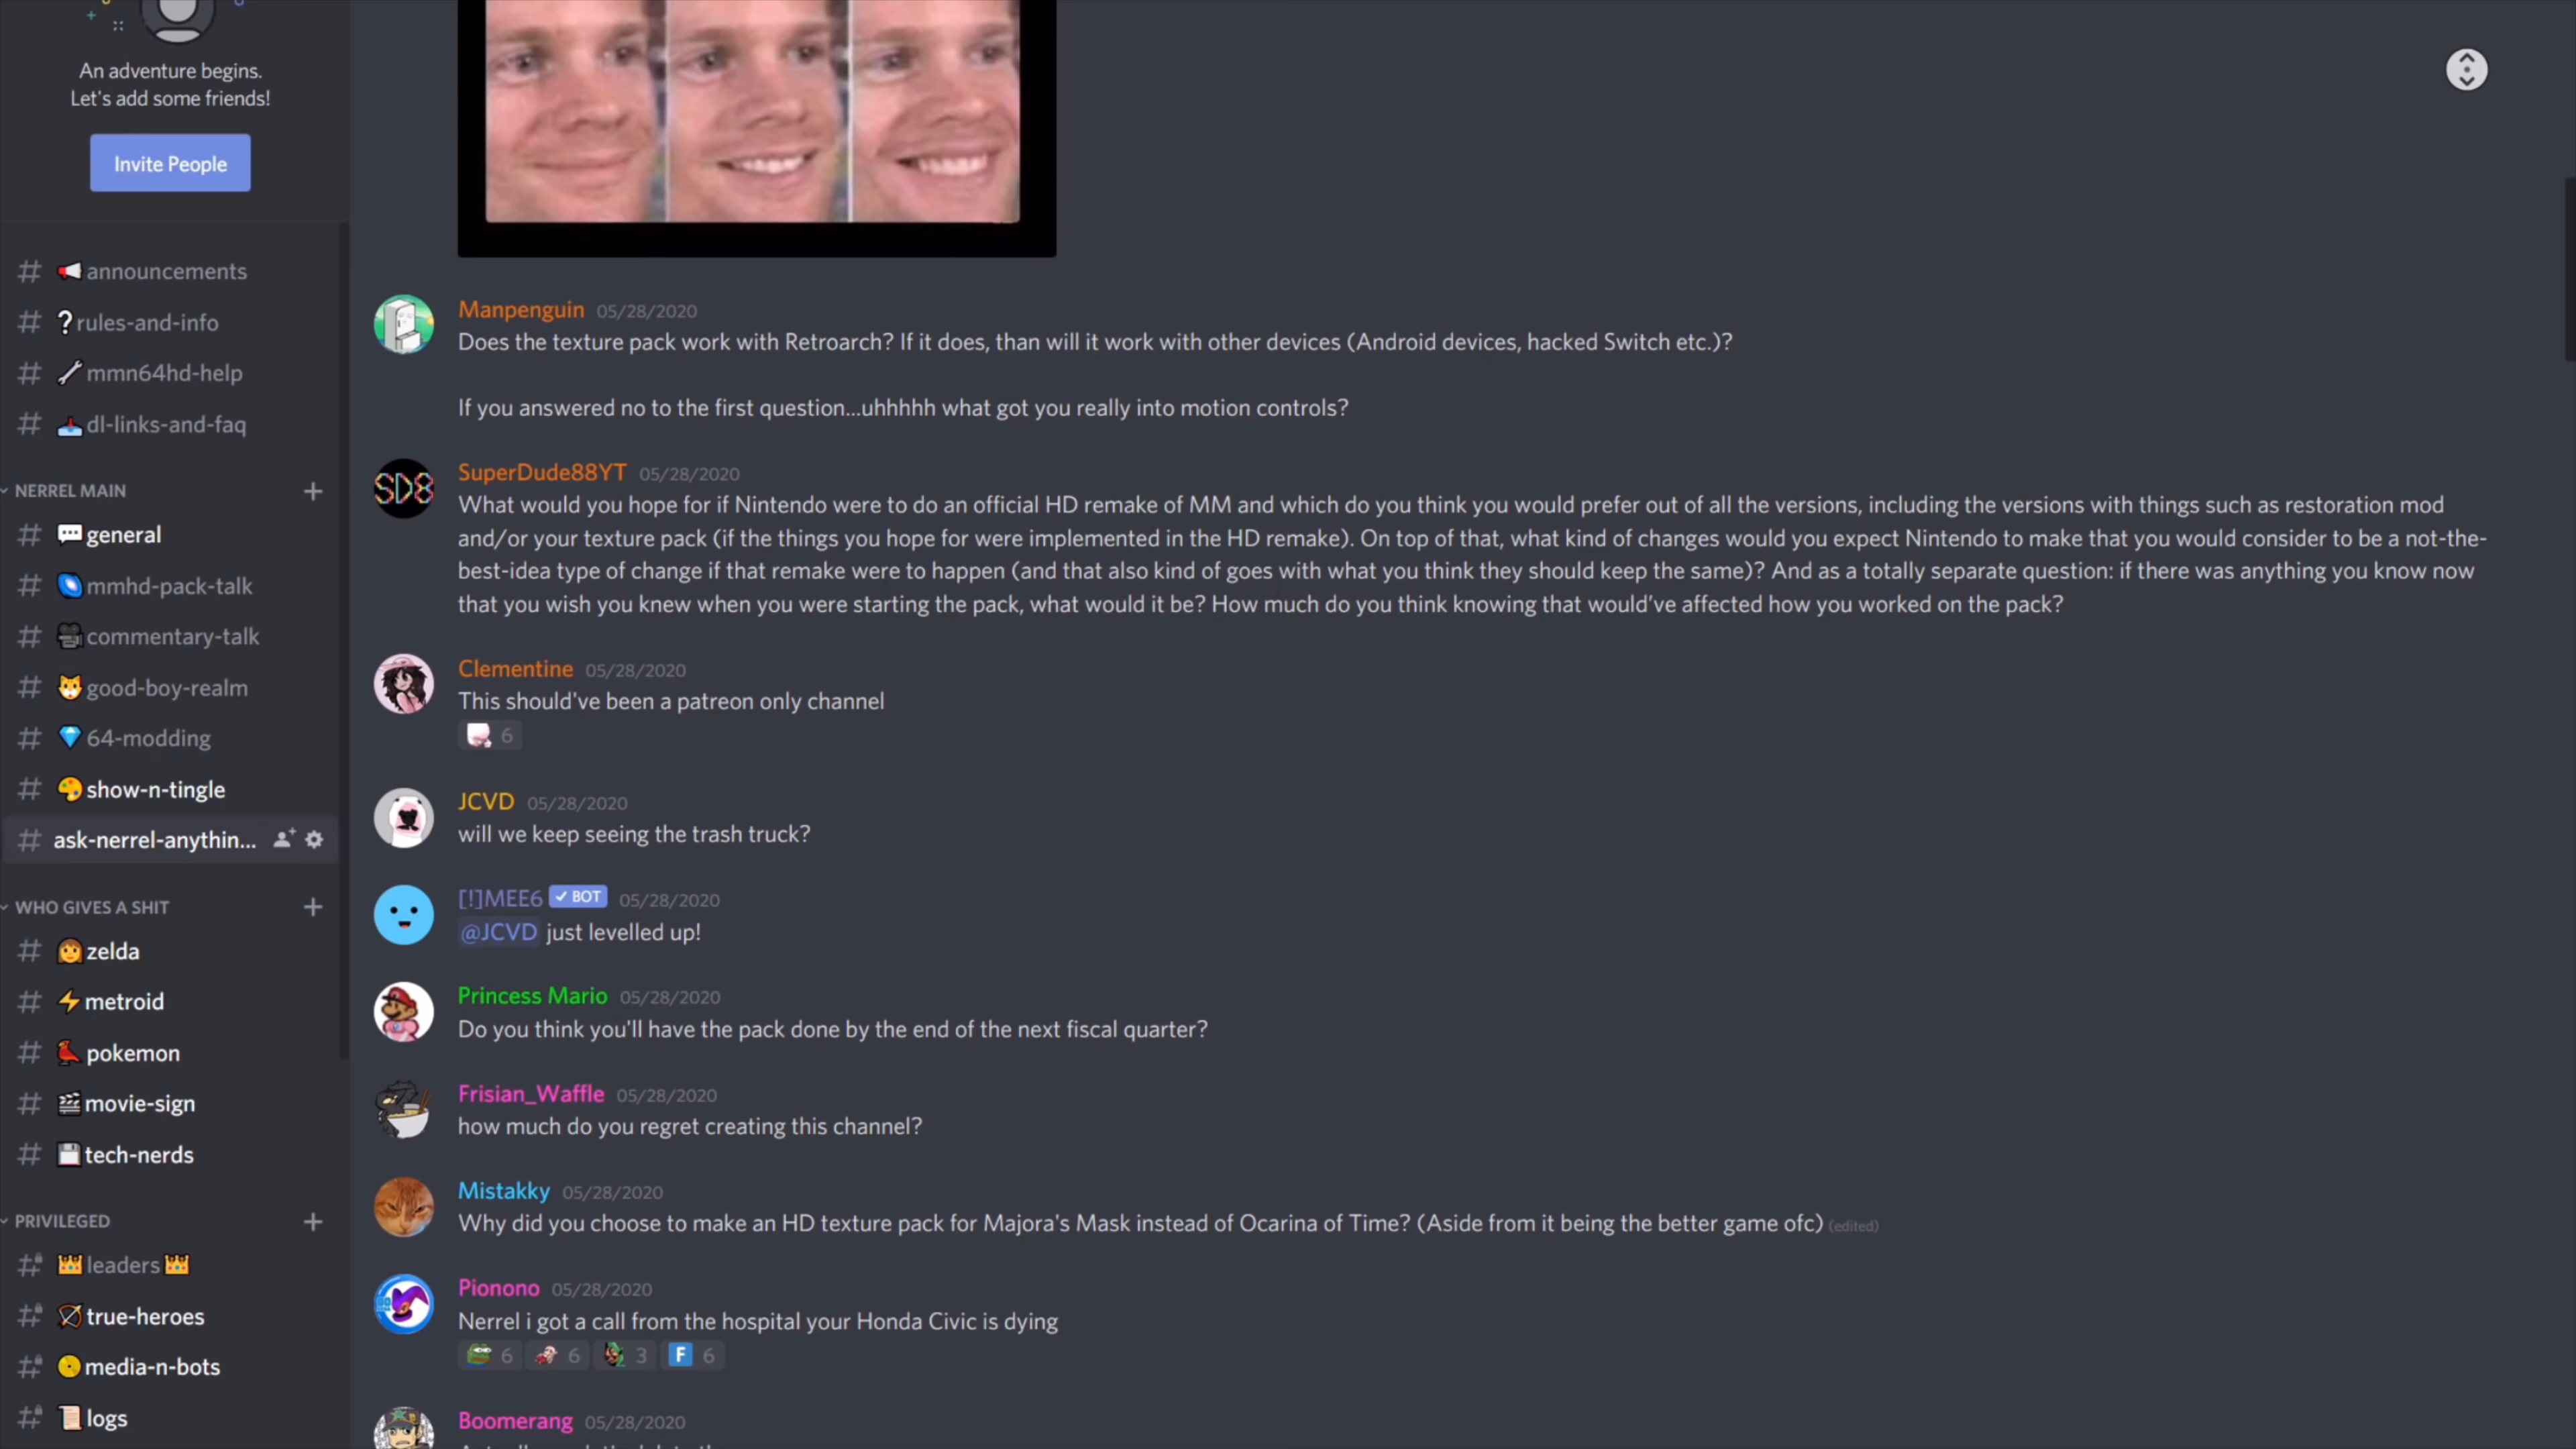 An adventure begins.
Let's add some friends!
Invite People
announcements
rules-and-info
mmn64hd-help
dl-links-and-faq
NERREL MAIN
general
mmhd-pack-talk
commentary-talk
good-boy-realm
64-modding
show-n-tingle
ask-nerrel-anythin...
WHO GIVES A SHIT
zelda
metroid
pokemon
movie-sign
tech-nerds
PRIVILEGED
leaders
true-heroes
media-n-bots
logs
Manpenguin 05/28/2020
Does the texture pack work with Retroarch? If it does, than will it work with other devices (Android devices, hacked Switch etc.)?
If you answered no to the first question...uhhhhh what got you really into motion controls?
SD8
SuperDude88YT 05/28/2020
What would you hope for if Nintendo were to do an official HD remake of MM and which do you think you would prefer out of all the versions, including the versions with things such as restoration mod
and/or your texture pack (if the things you hope for were implemented in the HD remake). On top of that, what kind of changes would you expect Nintendo to make that you would consider to be a not-the-
best-idea type of change if that remake were to happen (and that also kind of goes with what you think they should keep the same)? And as a totally separate question: if there was anything you know now
that you wish you knew when you were starting the pack, what would it be? How much do you think knowing that would've affected how you worked on the pack?
Clementine 05/28/2020
This should've been a patreon only channel
6
JCVD 05/28/2020
will we keep seeing the trash truck?
[!]MEE6 BOT 05/28/2020
@JCVD just levelled up!
Princess Mario 05/28/2020
Do you think you'll have the pack done by the end of the next fiscal quarter?
Frisian_Waffle 05/28/2020
how much do you regret creating this channel?
Mistakky 05/28/2020
Why did you choose to make an HD texture pack for Majora's Mask instead of Ocarina of Time? (Aside from it being the better game ofc) (edited)
Pionono 05/28/2020
Nerrel i got a call from the hospital your Honda Civic is dying
6 6 3 F 6
Boomerang 05/28/2020